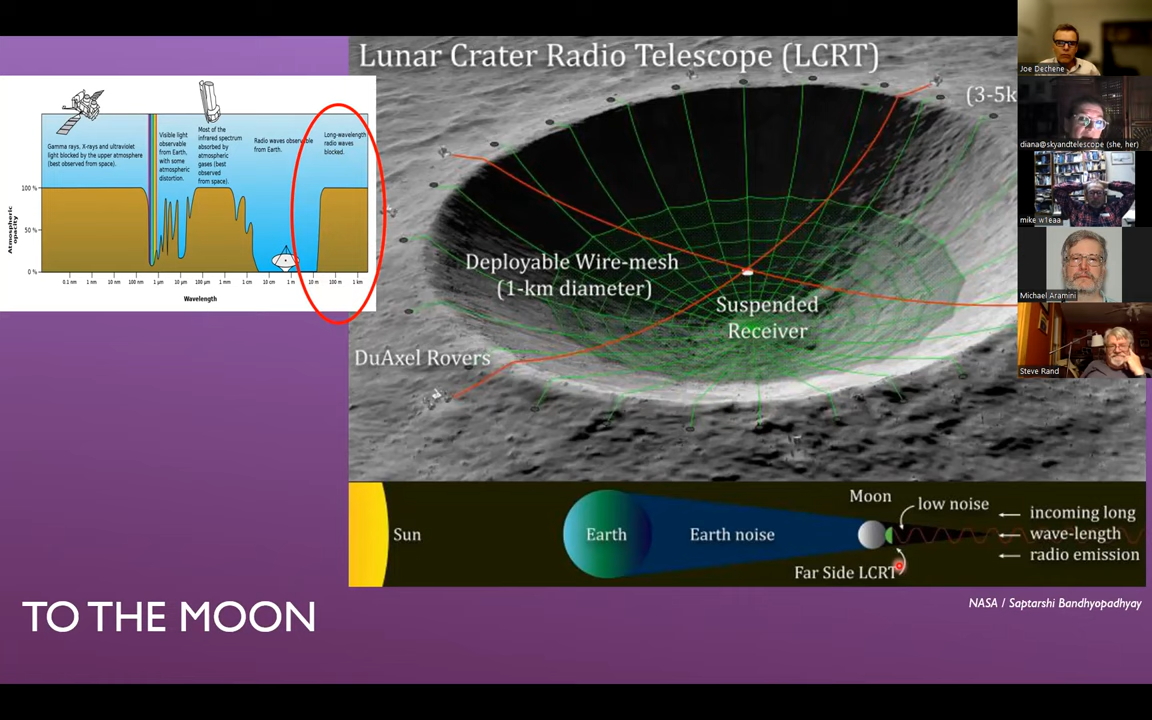 Lunar Crater Radio Telescope (LCRT)
(3-5k
Gamma rays, X-rays and ultraviolet
light blocked by the upper atmosphere
(best observed from space).
Visible light
observable
from Earth,
with some
atmospheric
distortion.
Most of the
infrared spectrum
absorbed by
atmospheric
gases (best
observed
from space).
Radio waves observable
from Earth.
Long-wavelength
radio waves
blocked.
Atmospheric
opacity
100 %
50 %
0 %
0.1 nm 1 nm 10 nm 100 nm 1 μm 10 μm 100 μm 1 mm 1 cm 10 cm 1 m 10 m 100 m 1 km
Wavelength
Deployable Wire-mesh
(1-km diameter)
Suspended
Receiver
DuAxel Rovers
Sun
Earth
Earth noise
Moon
low noise
Far Side LCRT
incoming long
wave-length
radio emission
NASA / Saptarshi Bandhyopadhyay
TO THE MOON
Joe Dechene
diana@skyandtelescope (she, her)
mike w1eaa
Michael Aramini
Steve Rand